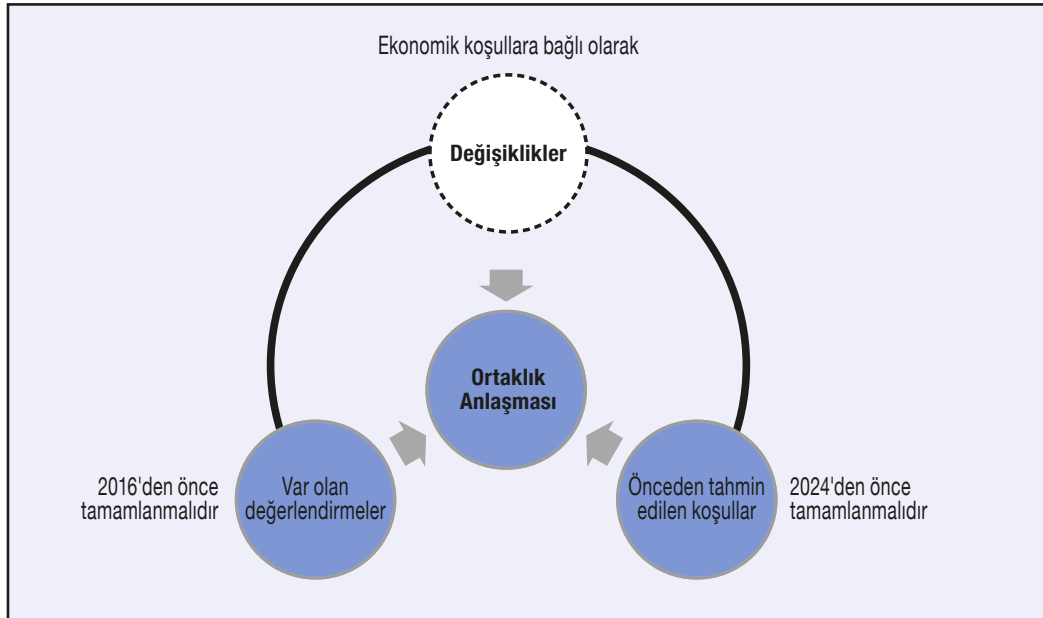 Ekonomik koşullara bağlı olarak
Değişiklikler
Ortaklık
Anlaşması
2016'den önce
tamamlanmalıdır
Var olan
değerlendirmeler
Önceden tahmin
edilen koşullar
2024'den önce
tamamlanmalıdır